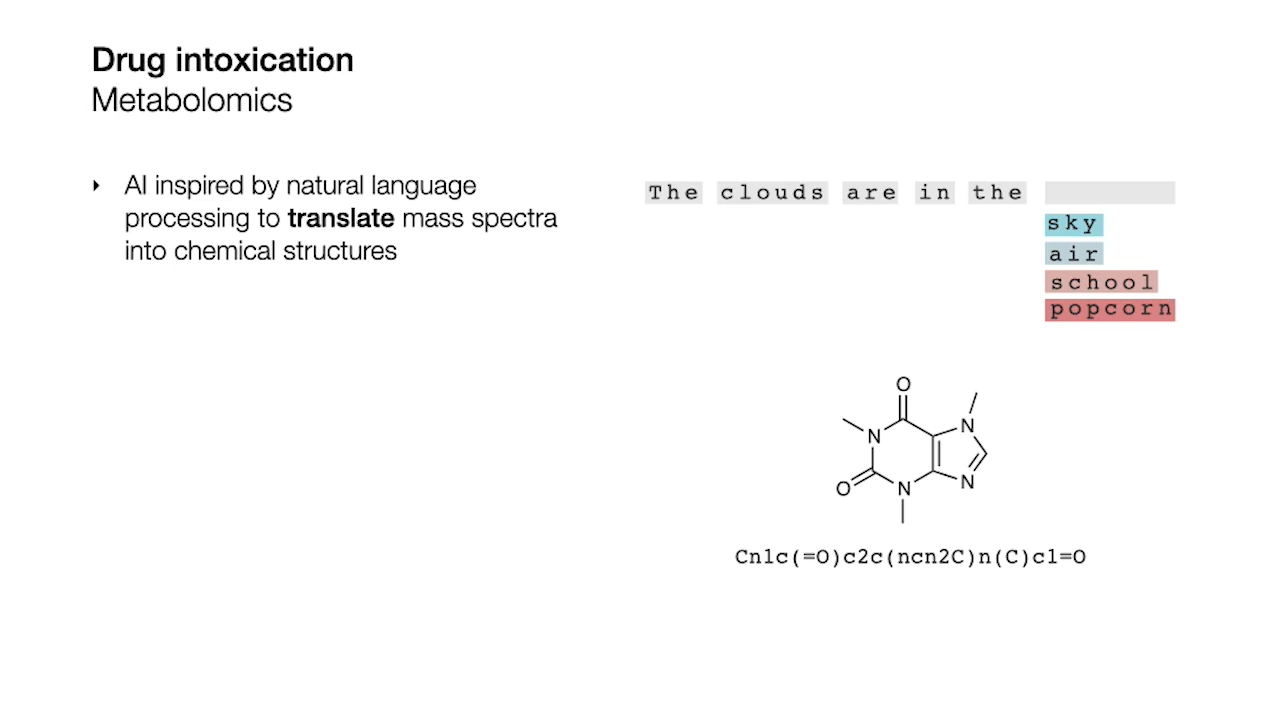 Drug intoxication
Metabolomics
‣ AI inspired by natural language
processing to translate mass spectra
into chemical structures
The clouds are in the
sky
air
school
popcorn
O
N
N
O
N
N
Cn1c(=O)c2c(ncn2C)n(C)c1=O